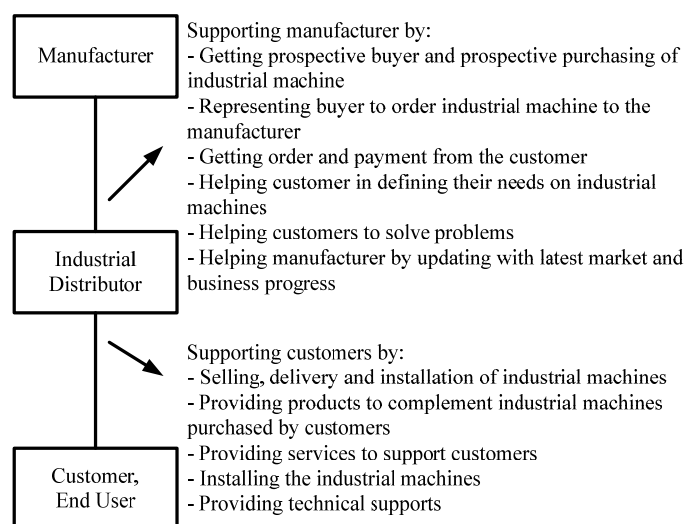 Manufacturer
Supporting manufacturer by:
- Getting prospective buyer and prospective purchasing of
industrial machine
- Representing buyer to order industrial machine to the
manufacturer
- Getting order and payment from the customer
- Helping customer in defining their needs on industrial
machines
- Helping customers to solve problems
- Helping manufacturer by updating with latest market and
business progress
Industrial
Distributor
Supporting customers by:
- Selling, delivery and installation of industrial machines
- Providing products to complement industrial machines
purchased by customers
- Providing services to support customers
- Installing the industrial machines
- Providing technical supports
Customer,
End User